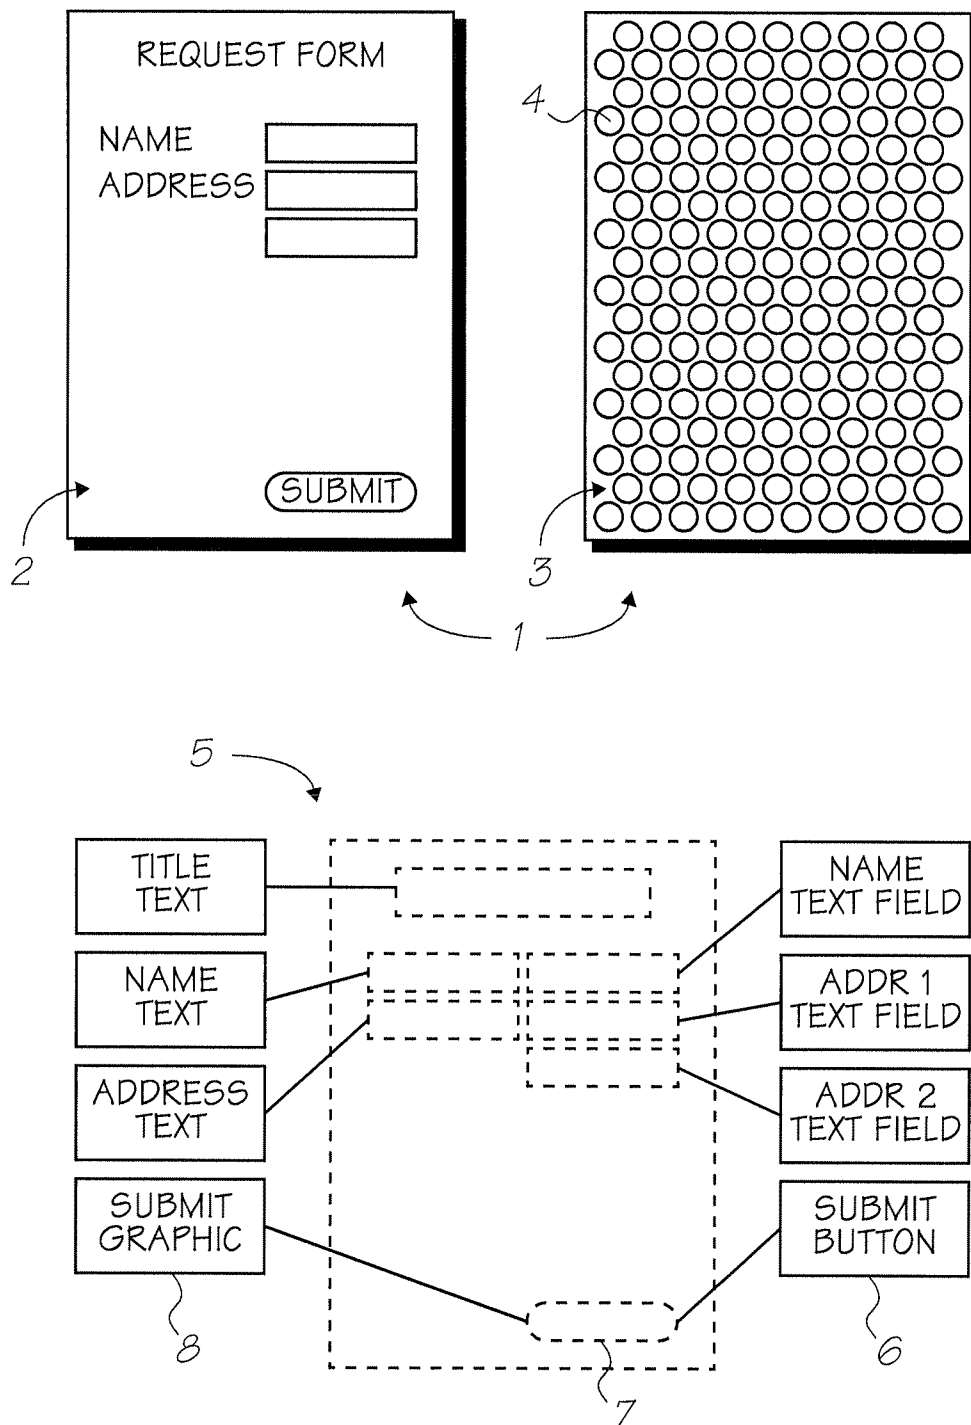 REQUEST FORM
NAME
ADDRESS
SUBMIT
4
2
3
1
5
TITLE
TEXT
NAME
TEXT FIELD
NAME
TEXT
ADDR 1
TEXT FIELD
ADDRESS
TEXT
ADDR 2
TEXT FIELD
SUBMIT
GRAPHIC
SUBMIT
BUTTON
8
7
6